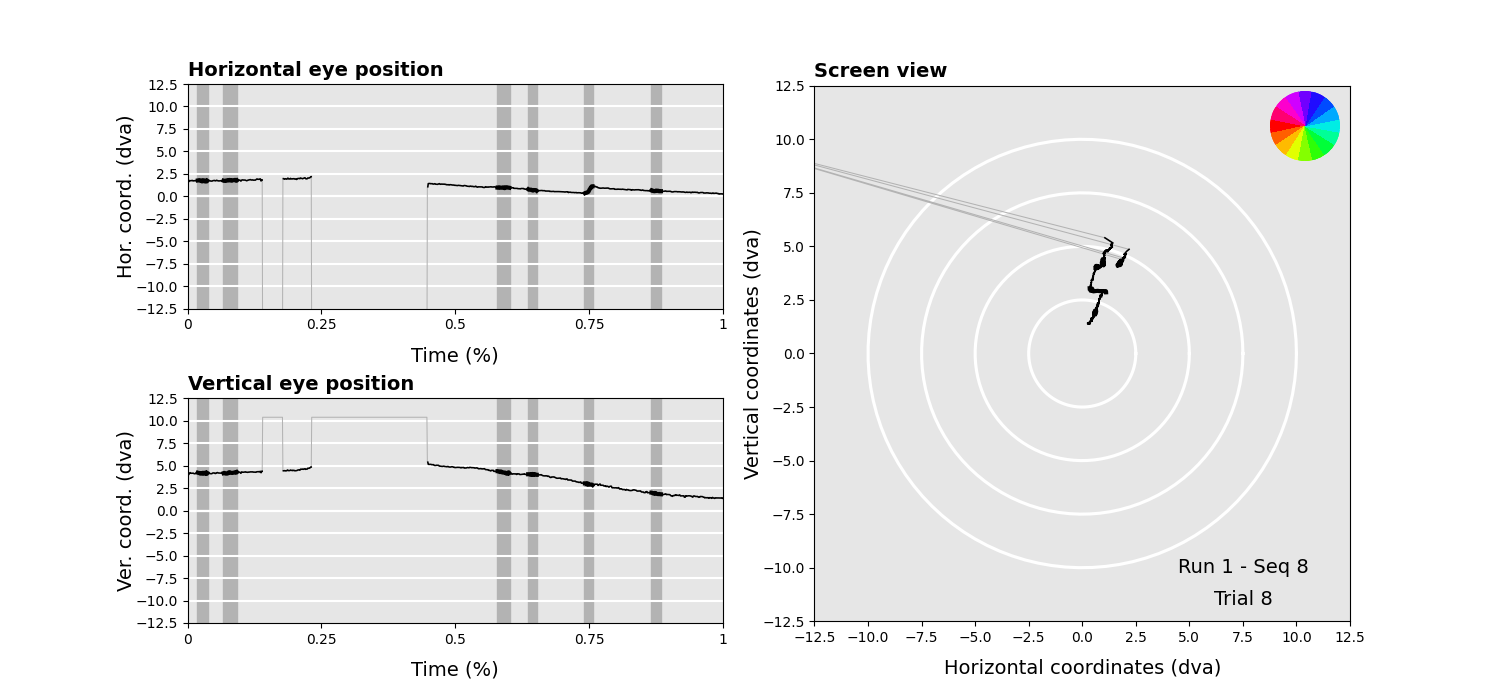 Horizontal eye position
Hor. coord. (dva)
12.5
10.0
7.5
5.0
2.5
0.0
−2.5
−5.0
−7.5
−10.0
−12.5
0 0.25 0.5 0.75 1
Time (%)
Vertical eye position
Ver. coord. (dva)
12.5
10.0
7.5
5.0
2.5
0.0
−2.5
−5.0
−7.5
−10.0
−12.5
0 0.25 0.5 0.75 1
Time (%)
Screen view
Vertical coordinates (dva)
12.5
10.0
7.5
5.0
2.5
0.0
−2.5
−5.0
−7.5
−10.0
−12.5
Run 1 - Seq 8
Trial 8
−12.5 −10.0 −7.5 −5.0 −2.5 0.0 2.5 5.0 7.5 10.0 12.5
Horizontal coordinates (dva)